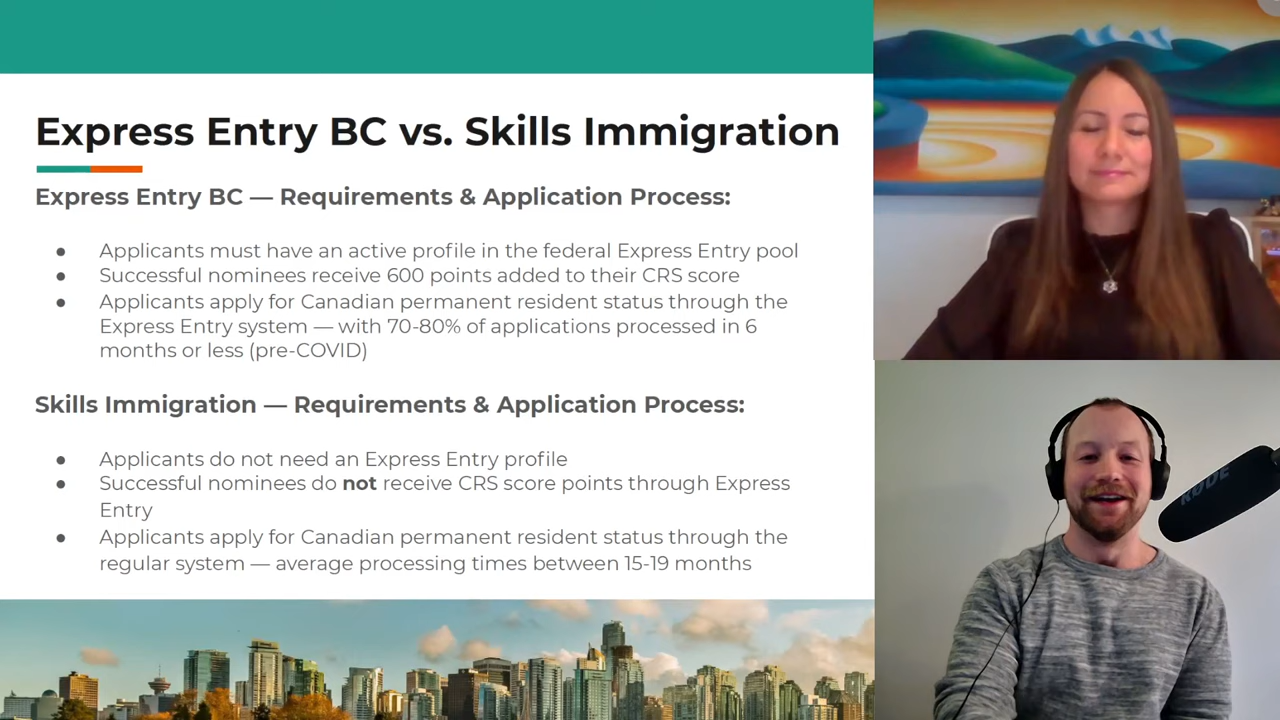 Express Entry BC vs. Skills Immigration
Express Entry BC — Requirements & Application Process:
● Applicants must have an active profile in the federal Express Entry pool
● Successful nominees receive 600 points added to their CRS score
● Applicants apply for Canadian permanent resident status through the
Express Entry system — with 70-80% of applications processed in 6
months or less (pre-COVID)
Skills Immigration — Requirements & Application Process:
● Applicants do not need an Express Entry profile
● Successful nominees do not receive CRS score points through Express
Entry
● Applicants apply for Canadian permanent resident status through the
regular system — average processing times between 15-19 months
RODE